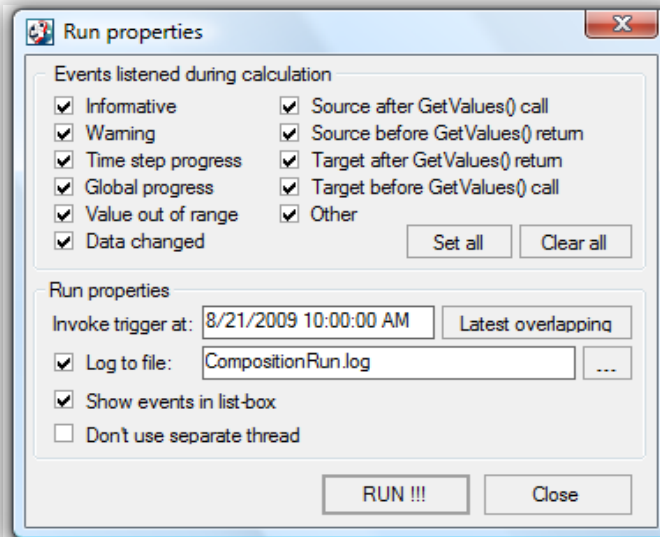 Run properties
Events listened during calculation
Informative
Source after GetValues() call
Warning
Source before GetValues() return
Time step progress
Target after GetValues() return
Global progress
Target before GetValues() call
Value out of range
Other
Data changed
Set all
Clear all
Run properties
Invoke trigger at: 8/21/2009 10:00:00 AM Latest overlapping
Log to file: CompositionRun.log ...
Show events in list-box
Don't use separate thread
RUN !!!
Close